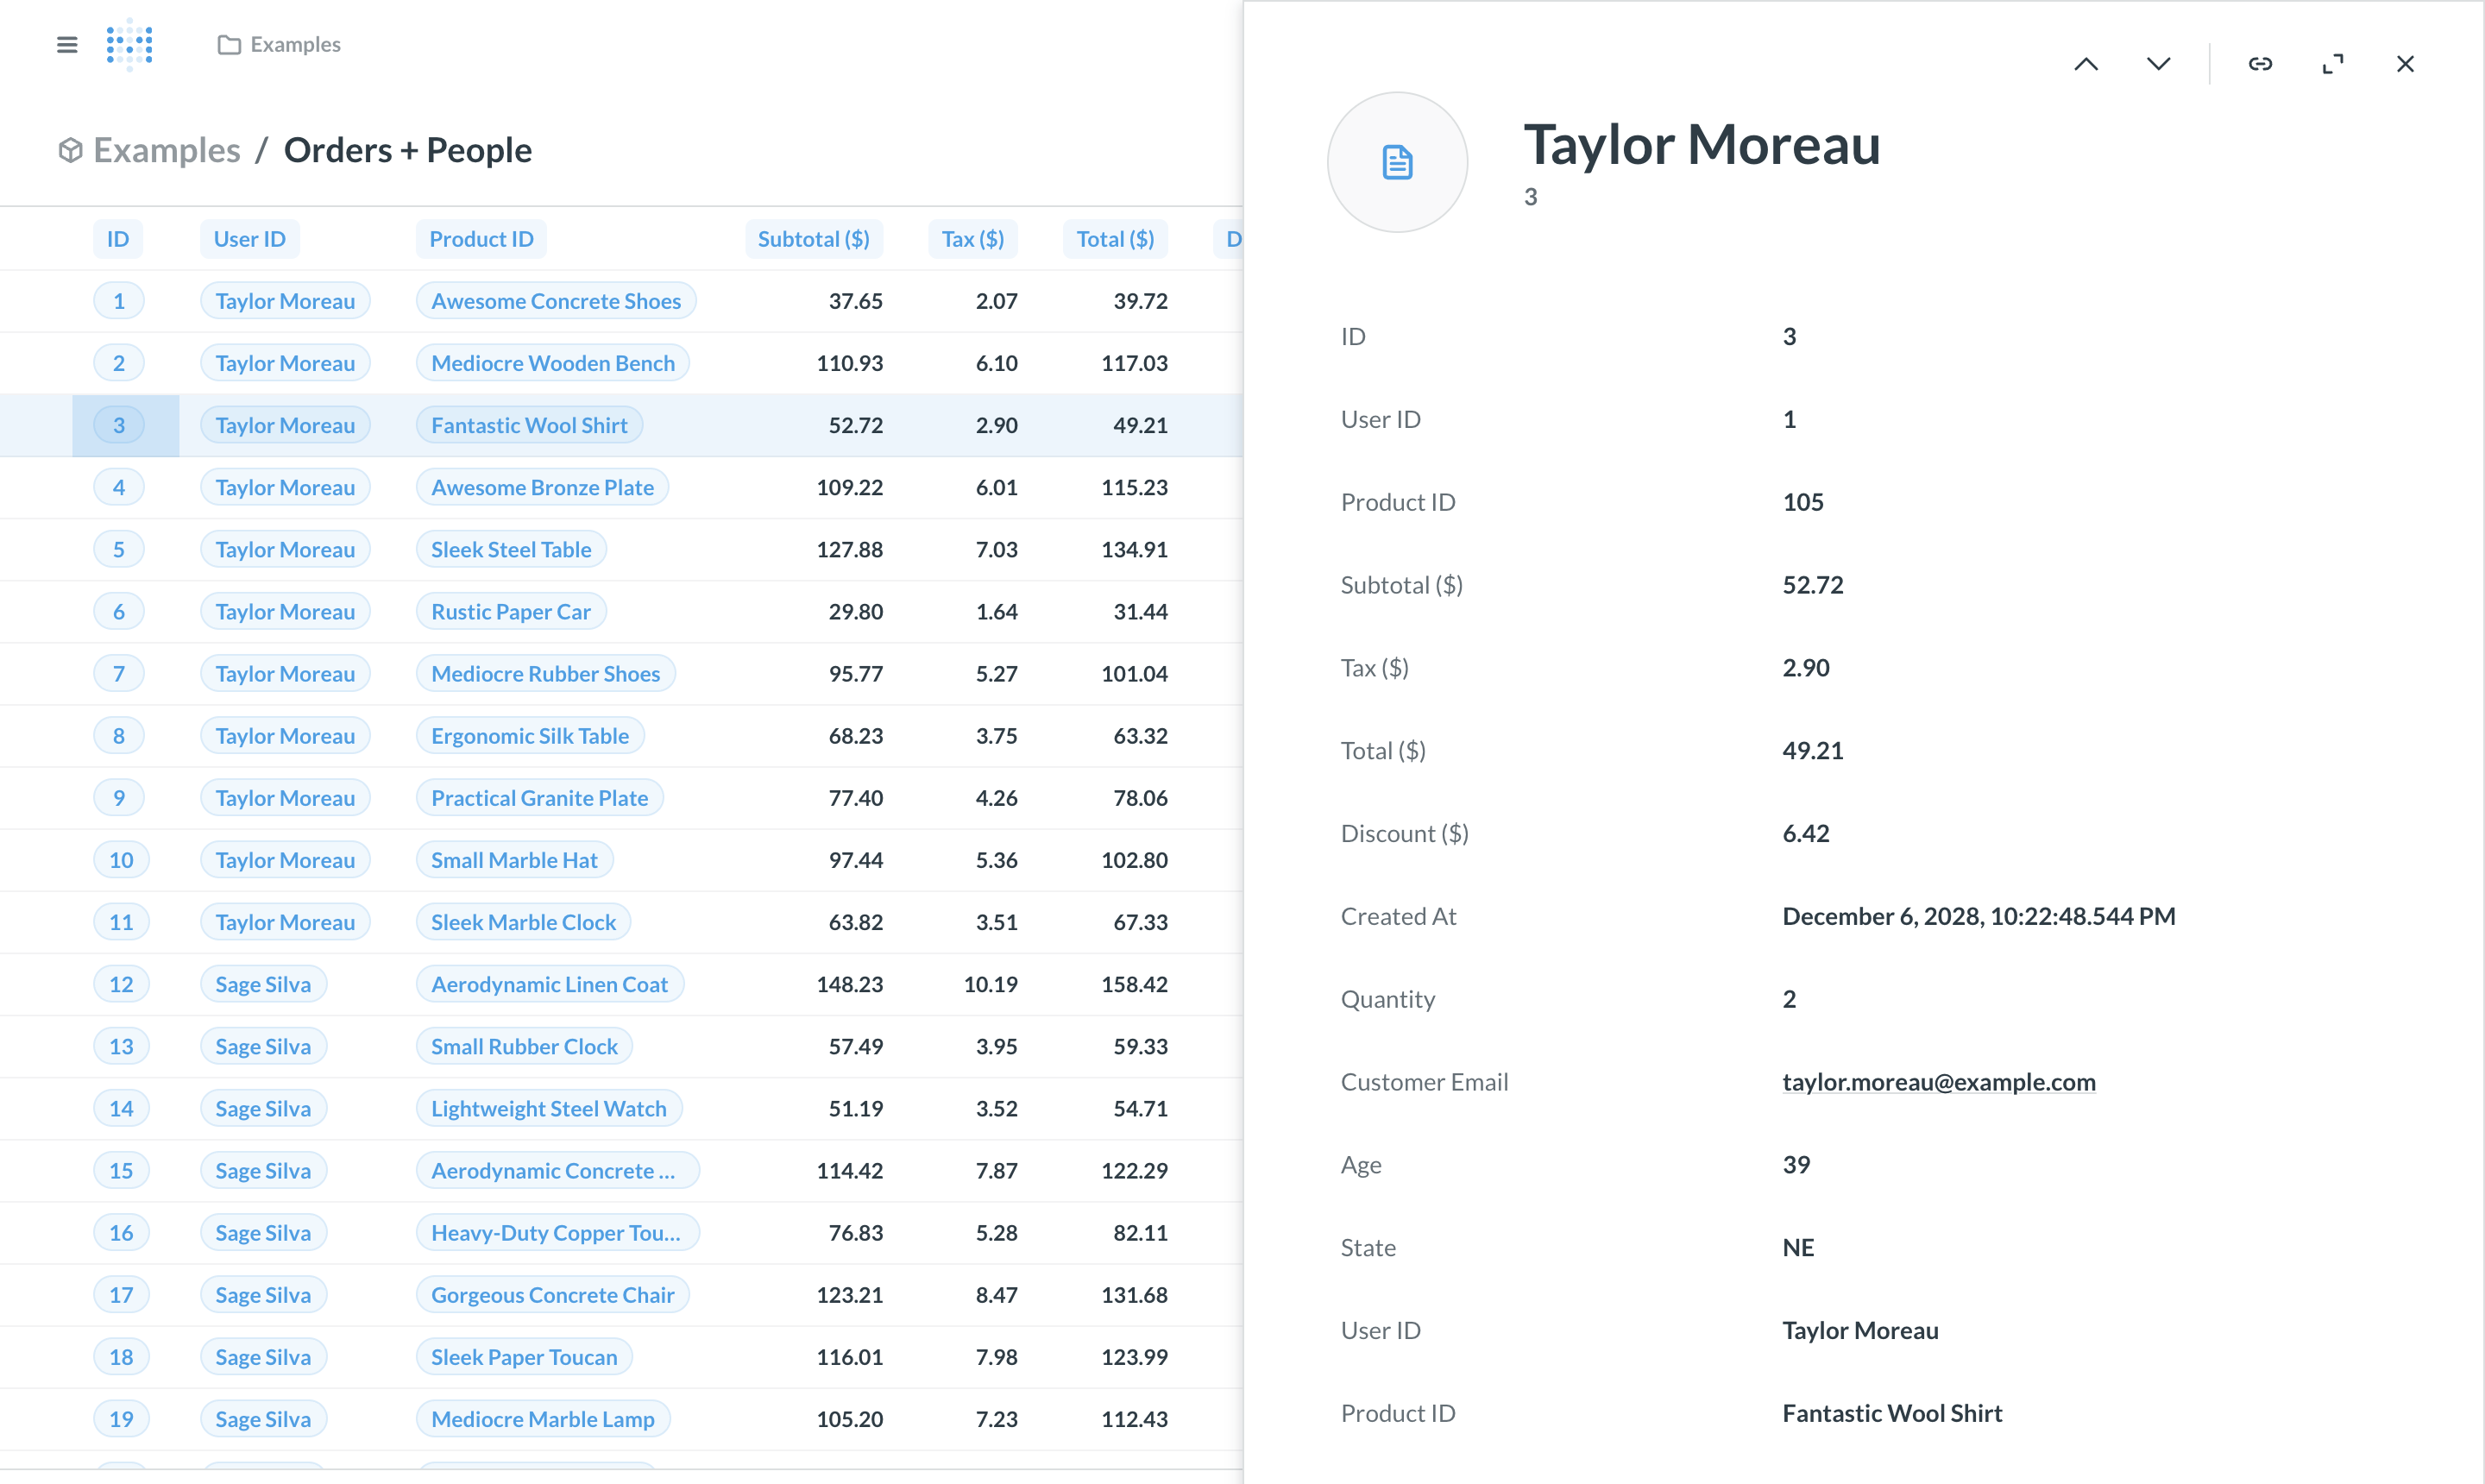 Examples
Examples / Orders + People
ID User ID Product ID Subtotal ($) Tax ($) Total ($) D
1 Taylor Moreau Awesome Concrete Shoes 37.65 2.07 39.72
2 Taylor Moreau Mediocre Wooden Bench 110.93 6.10 117.03
3 Taylor Moreau Fantastic Wool Shirt 52.72 2.90 49.21
4 Taylor Moreau Awesome Bronze Plate 109.22 6.01 115.23
5 Taylor Moreau Sleek Steel Table 127.88 7.03 134.91
6 Taylor Moreau Rustic Paper Car 29.80 1.64 31.44
7 Taylor Moreau Mediocre Rubber Shoes 95.77 5.27 101.04
8 Taylor Moreau Ergonomic Silk Table 68.23 3.75 63.32
9 Taylor Moreau Practical Granite Plate 77.40 4.26 78.06
10 Taylor Moreau Small Marble Hat 97.44 5.36 102.80
11 Taylor Moreau Sleek Marble Clock 63.82 3.51 67.33
12 Sage Silva Aerodynamic Linen Coat 148.23 10.19 158.42
13 Sage Silva Small Rubber Clock 57.49 3.95 59.33
14 Sage Silva Lightweight Steel Watch 51.19 3.52 54.71
15 Sage Silva Aerodynamic Concrete ... 114.42 7.87 122.29
16 Sage Silva Heavy-Duty Copper Tou... 76.83 5.28 82.11
17 Sage Silva Gorgeous Concrete Chair 123.21 8.47 131.68
18 Sage Silva Sleek Paper Toucan 116.01 7.98 123.99
19 Sage Silva Mediocre Marble Lamp 105.20 7.23 112.43
Taylor Moreau
3
ID 3
User ID 1
Product ID 105
Subtotal ($) 52.72
Tax ($) 2.90
Total ($) 49.21
Discount ($) 6.42
Created At December 6, 2028, 10:22:48.544 PM
Quantity 2
Customer Email taylor.moreau@example.com
Age 39
State NE
User ID Taylor Moreau
Product ID Fantastic Wool Shirt